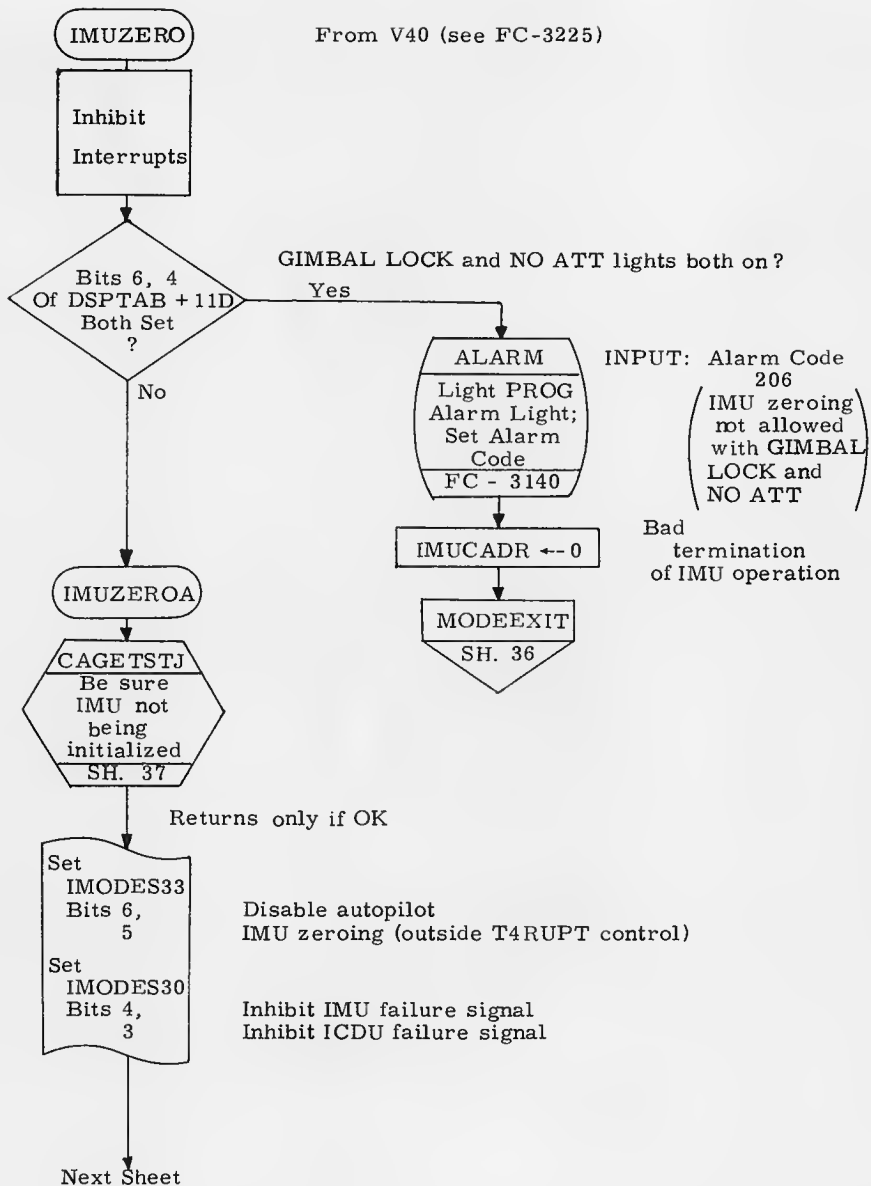 IMUZERO
From V40 (see FC-3225)
Inhibit
Interrupts
GIMBAL LOCK and NO ATT lights both on?
Bits 6, 4
Of DSPTAB + 11D
Both Set
?
Yes
No
ALARM
Light PROG
Alarm Light;
Set Alarm
Code
FC - 3140
INPUT: Alarm Code
206
IMU zeroing
not allowed
with GIMBAL
LOCK and
NO ATT
IMUCADR ←-0
Bad
termination
of IMU operation
MODEEXIT
SH. 36
IMUZEROA
CAGETSTJ
Be sure
IMU not
being
initialized
SH. 37
Returns only if OK
Set
IMODES33
Bits 6,
5
Disable autopilot
IMU zeroing (outside T4RUPT control)
Set
IMODES30
Bits 4,
3
Inhibit IMU failure signal
Inhibit ICDU failure signal
Next Sheet